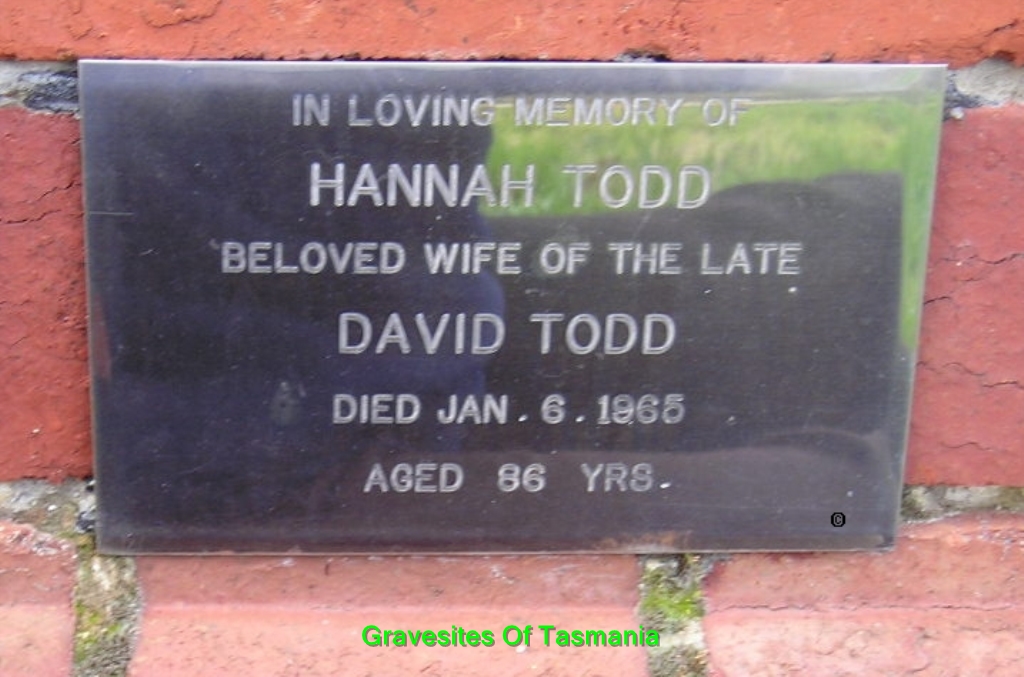 IN LOVING MEMORY OF
HANNAH TODD
BELOVED WIFE OF THE LATE
DAVID TODD
DIED JAN. 6. 1965
AGED 86 YRS.
©
Gravesites Of Tasmania